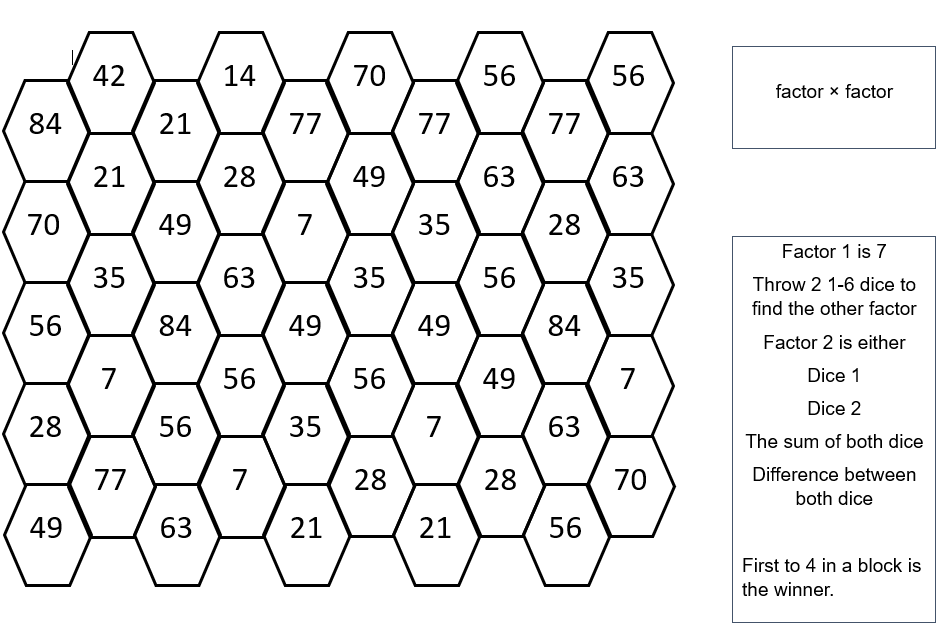 42 14 70 56 56
84 21 77 77 77
21 28 49 63 63
70 49 7 35 28
35 63 35 56 35
56 84 49 49 84
7 56 56 49 7
28 56 35 7 63
77 7 28 28 70
49 63 21 21 56
factor × factor
Factor 1 is 7
Throw 2 1-6 dice to
find the other factor
Factor 2 is either
Dice 1
Dice 2
The sum of both dice
Difference between
both dice
First to 4 in a block is
the winner.